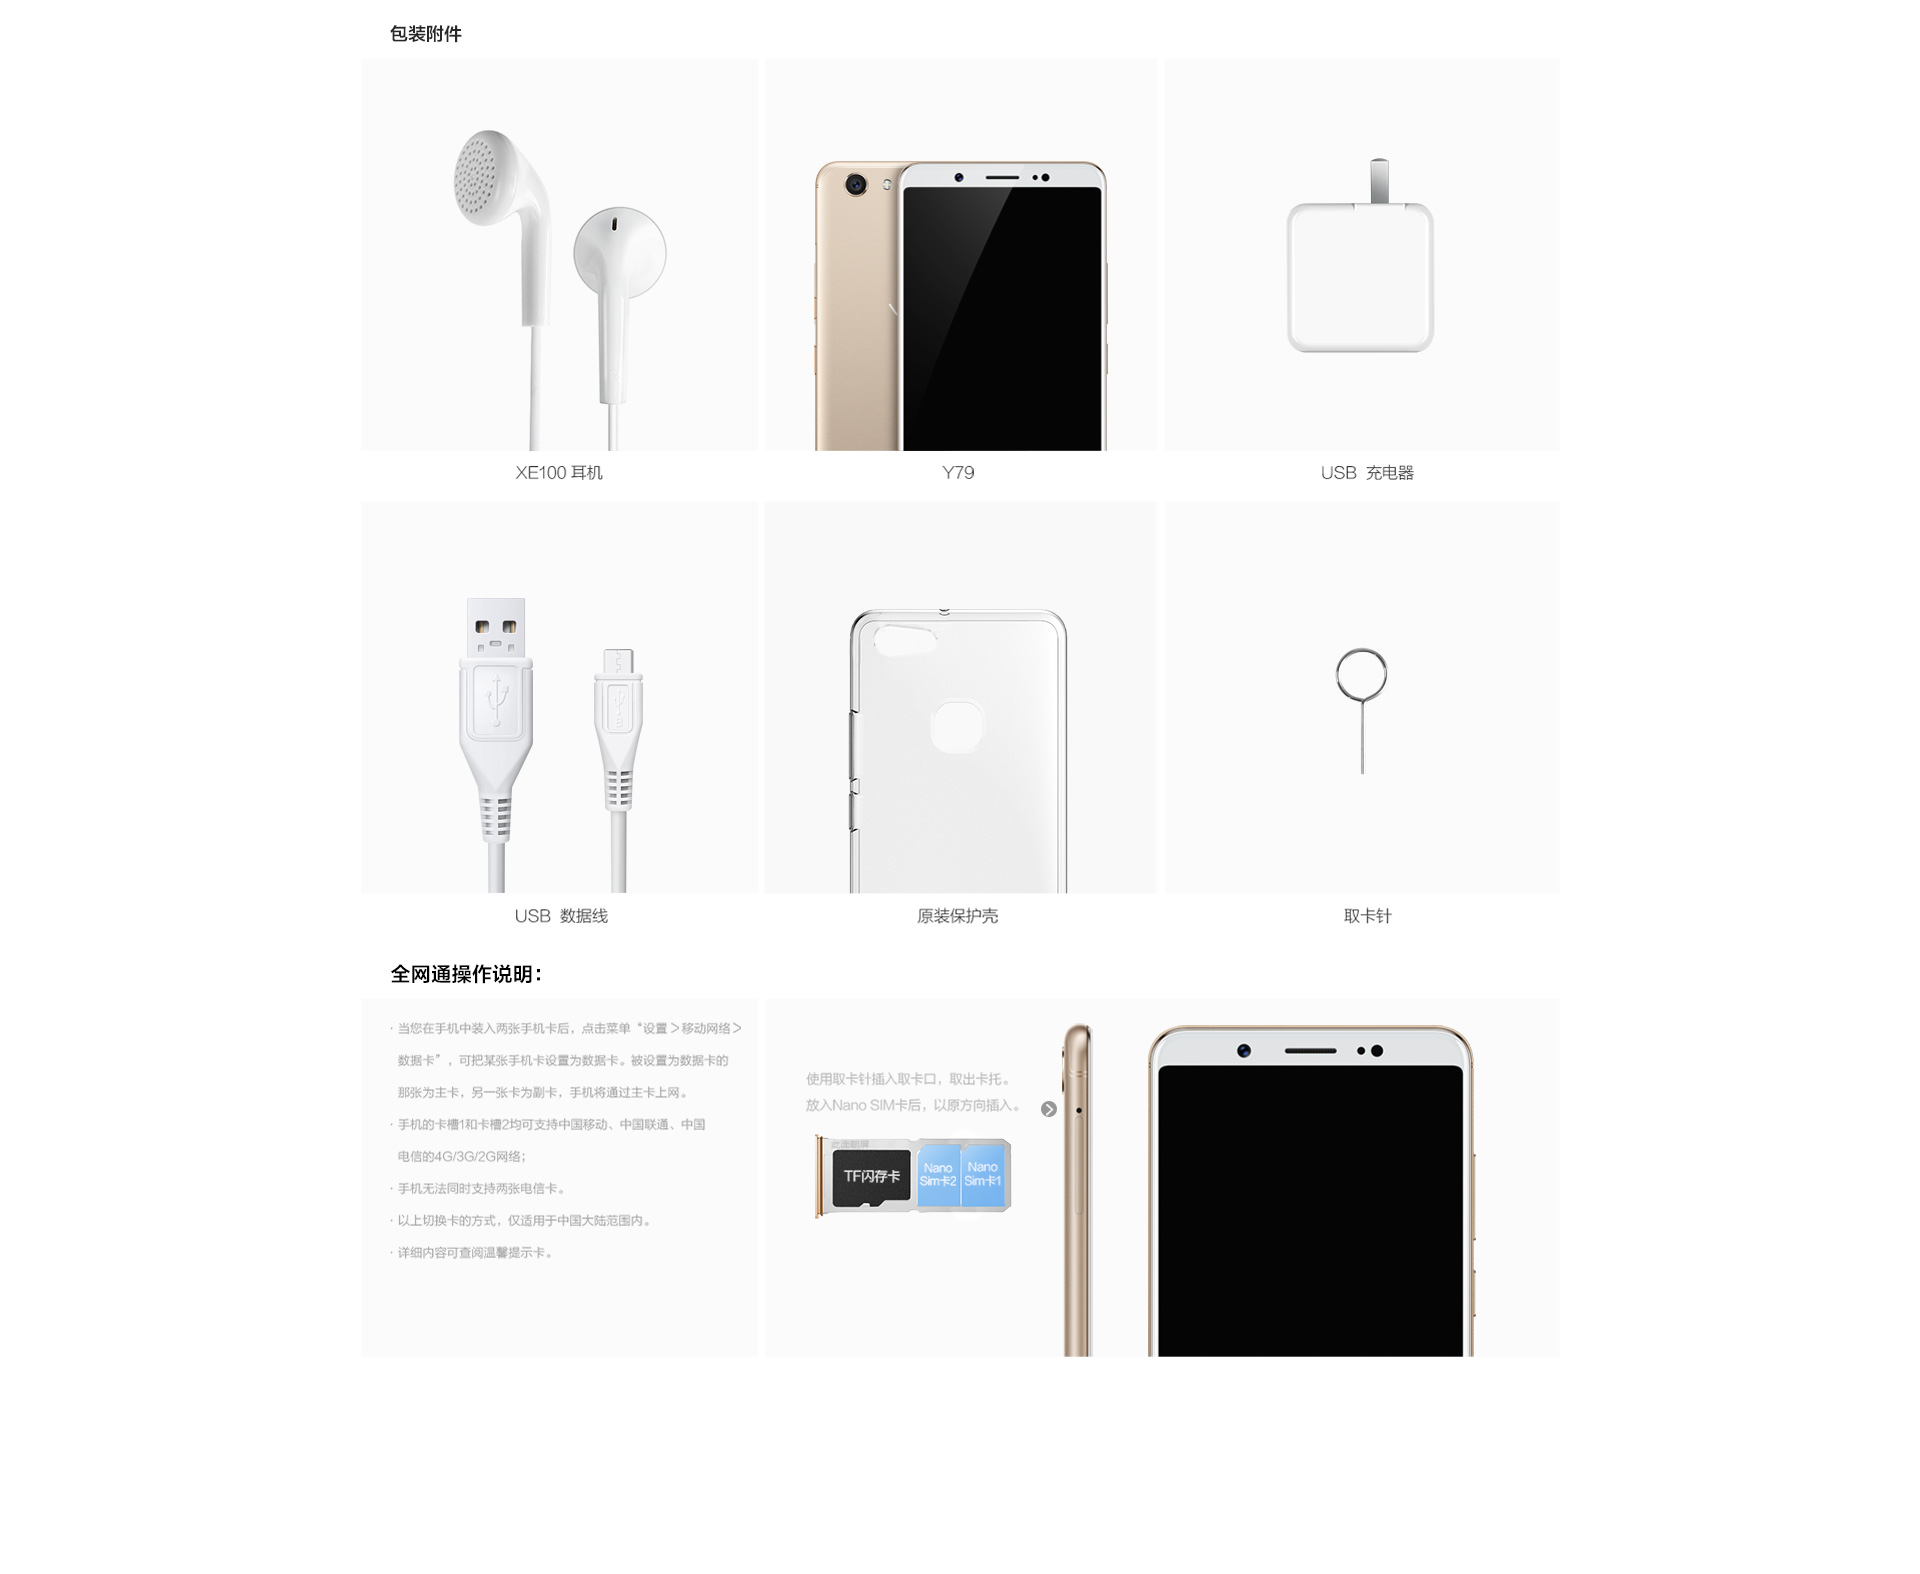 包装附件
XE100 耳机
Y79
USB 充电器
USB 数据线
原装保护壳
取卡针
全网通操作说明：
· 当您在手机中装入两张手机卡后，点击菜单“设置＞移动网络＞
数据卡”，可把某张手机卡设置为数据卡。被设置为数据卡的
那张为主卡，另一张卡为副卡，手机将通过主卡上网。
· 手机的卡槽1和卡槽2均可支持中国移动、中国联通、中国
电信的4G/3G/2G网络；
· 手机无法同时支持两张电信卡。
· 以上切换卡的方式，仅适用于中国大陆范围内。
· 详细内容可查阅温馨提示卡。
使用取卡针插入取卡口，取出卡托。
放入Nano SIM卡后，以原方向插入。
TF闪存卡
Nano
Sim卡2
Nano
Sim卡1